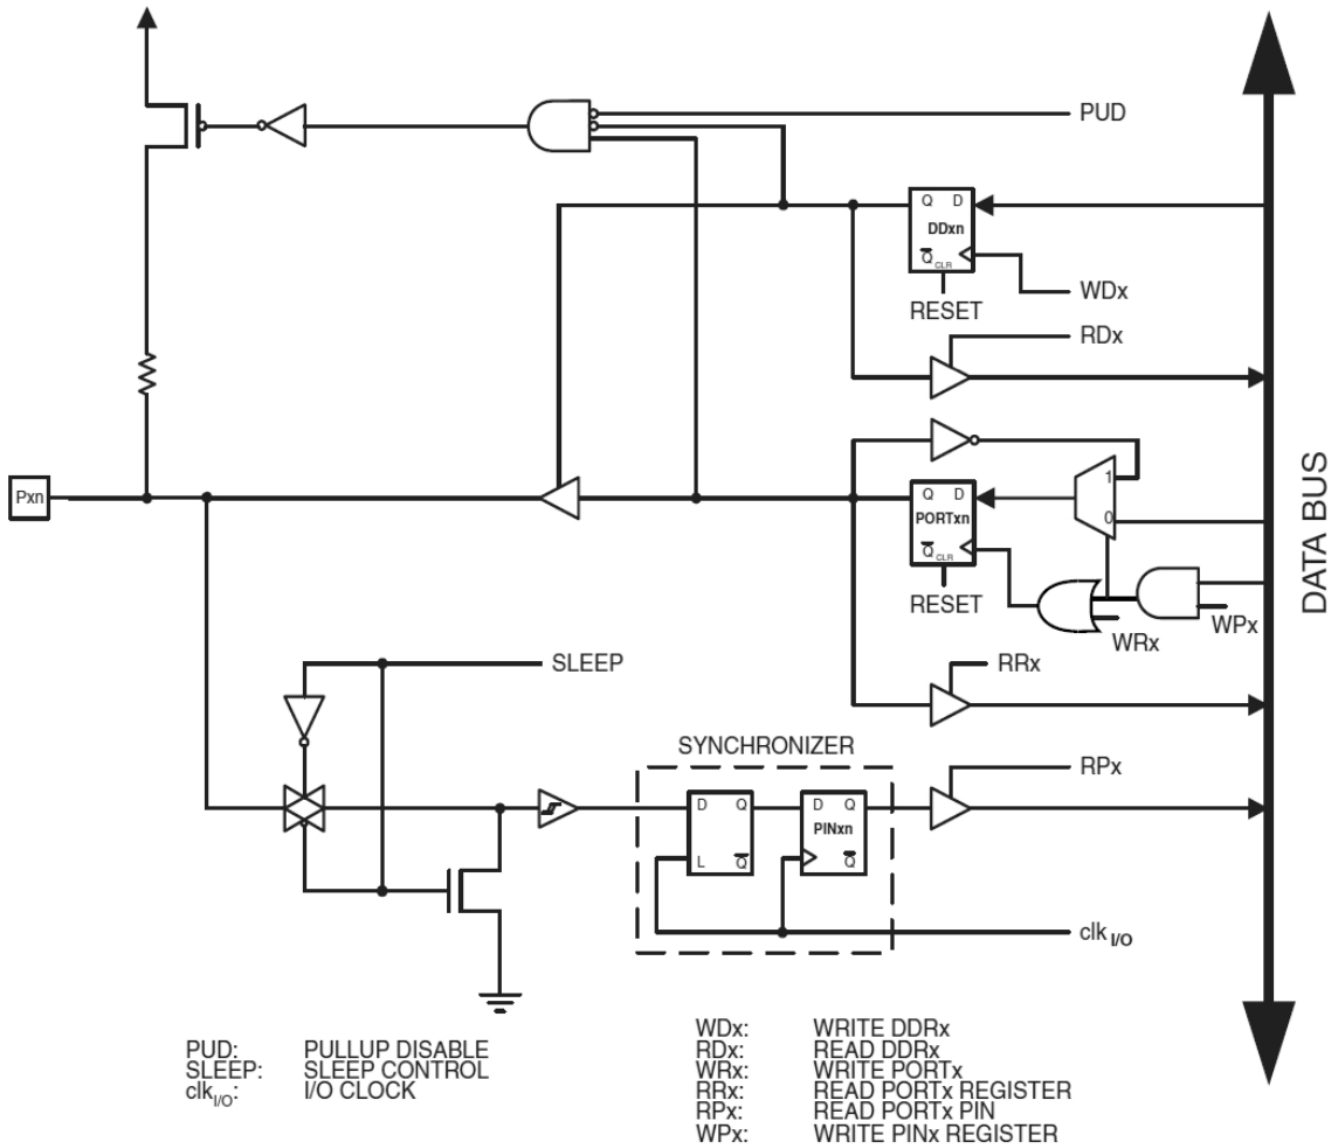 PUD
Q D
DDxn
Q
CLR
WDx
RESET
RDx
1
Pxn
Q D
PORTxn
0
Q
CLR
RESET
WRx
WPx
DATA BUS
SLEEP
RRx
SYNCHRONIZER
RPx
D Q
D Q
PINxn
L Q
Q
clk I/O
PUD: PULLUP DISABLE
SLEEP: SLEEP CONTROL
clkI/O: I/O CLOCK
WDx: WRITE DDRx
RDx: READ DDRx
WRx: WRITE PORTx
RRx: READ PORTx REGISTER
RPx: READ PORTx PIN
WPx: WRITE PINx REGISTER